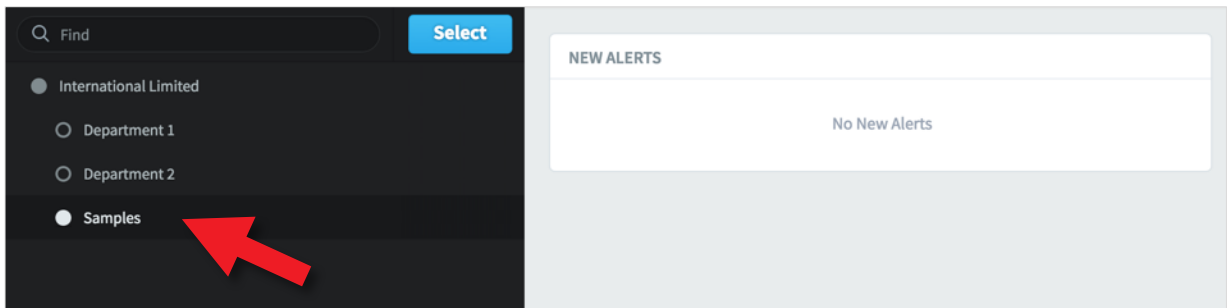 Find
Select
International Limited
Department 1
Department 2
Samples
NEW ALERTS
No New Alerts